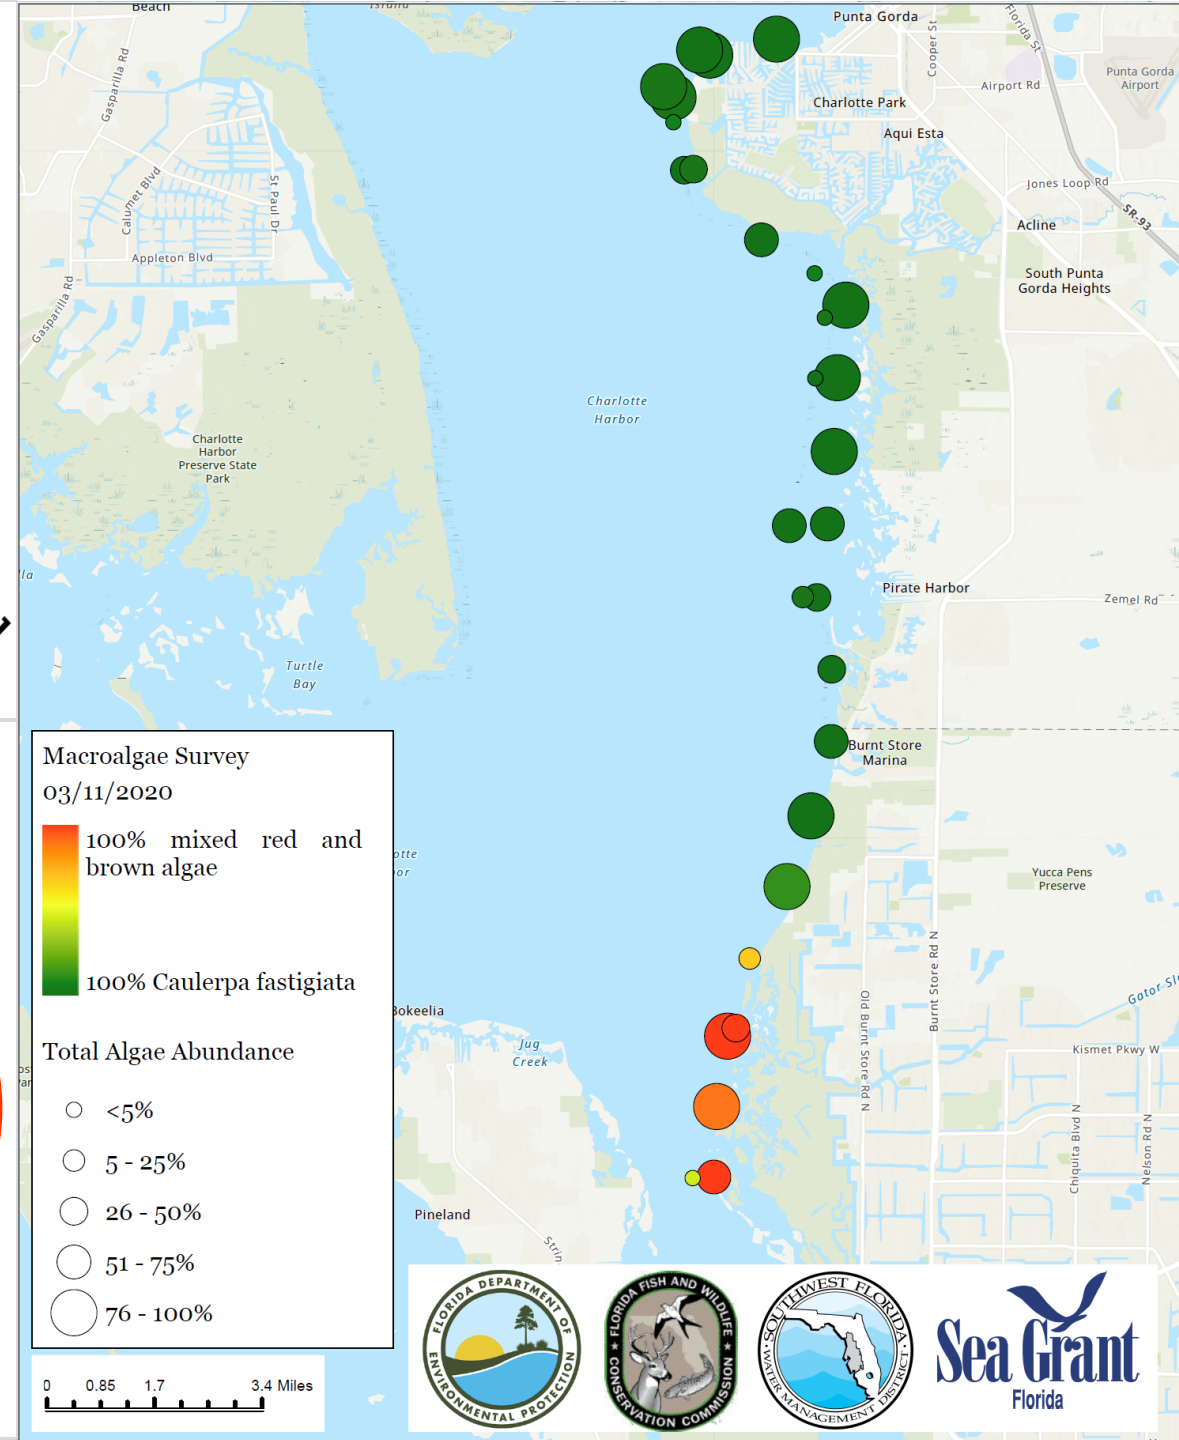 Beach
Island
Punta Gorda
Cooper St
Florida St
Gasparilla Rd
Airport Rd
Punta Gorda
Airport
Charlotte Park
Aqui Esta
Calumet Blvd
St Paul Dr
Jones Loop Rd
SR-93
Acline
Appleton Blvd
Gasparilla Rd
South Punta
Gorda Heights
Charlotte
Harbor
Charlotte
Harbor
Preserve State
Park
Pirate Harbor
Zemel Rd
Turtle
Bay
Burnt Store
Marina
Macroalgae Survey
03/11/2020
100% mixed red and
brown algae
100% Caulerpa fastigiata
Total Algae Abundance
<5%
5 - 25%
26 - 50%
51 - 75%
76 - 100%
Yucca Pens
Preserve
Old Burnt Store Rd N
Burnt Store Rd N
Bokeelia
Jug
Creek
Kismet Pkwy W
Chiquita Blvd N
Nelson Rd N
Pineland
0 0.85 1.7 3.4 Miles
FLORIDA DEPARTMENT OF
ENVIRONMENTAL PROTECTION
FLORIDA FISH AND WILDLIFE
CONSERVATION COMMISSION
SOUTHWEST FLORIDA
WATER MANAGEMENT DISTRICT
Sea Grant
Florida